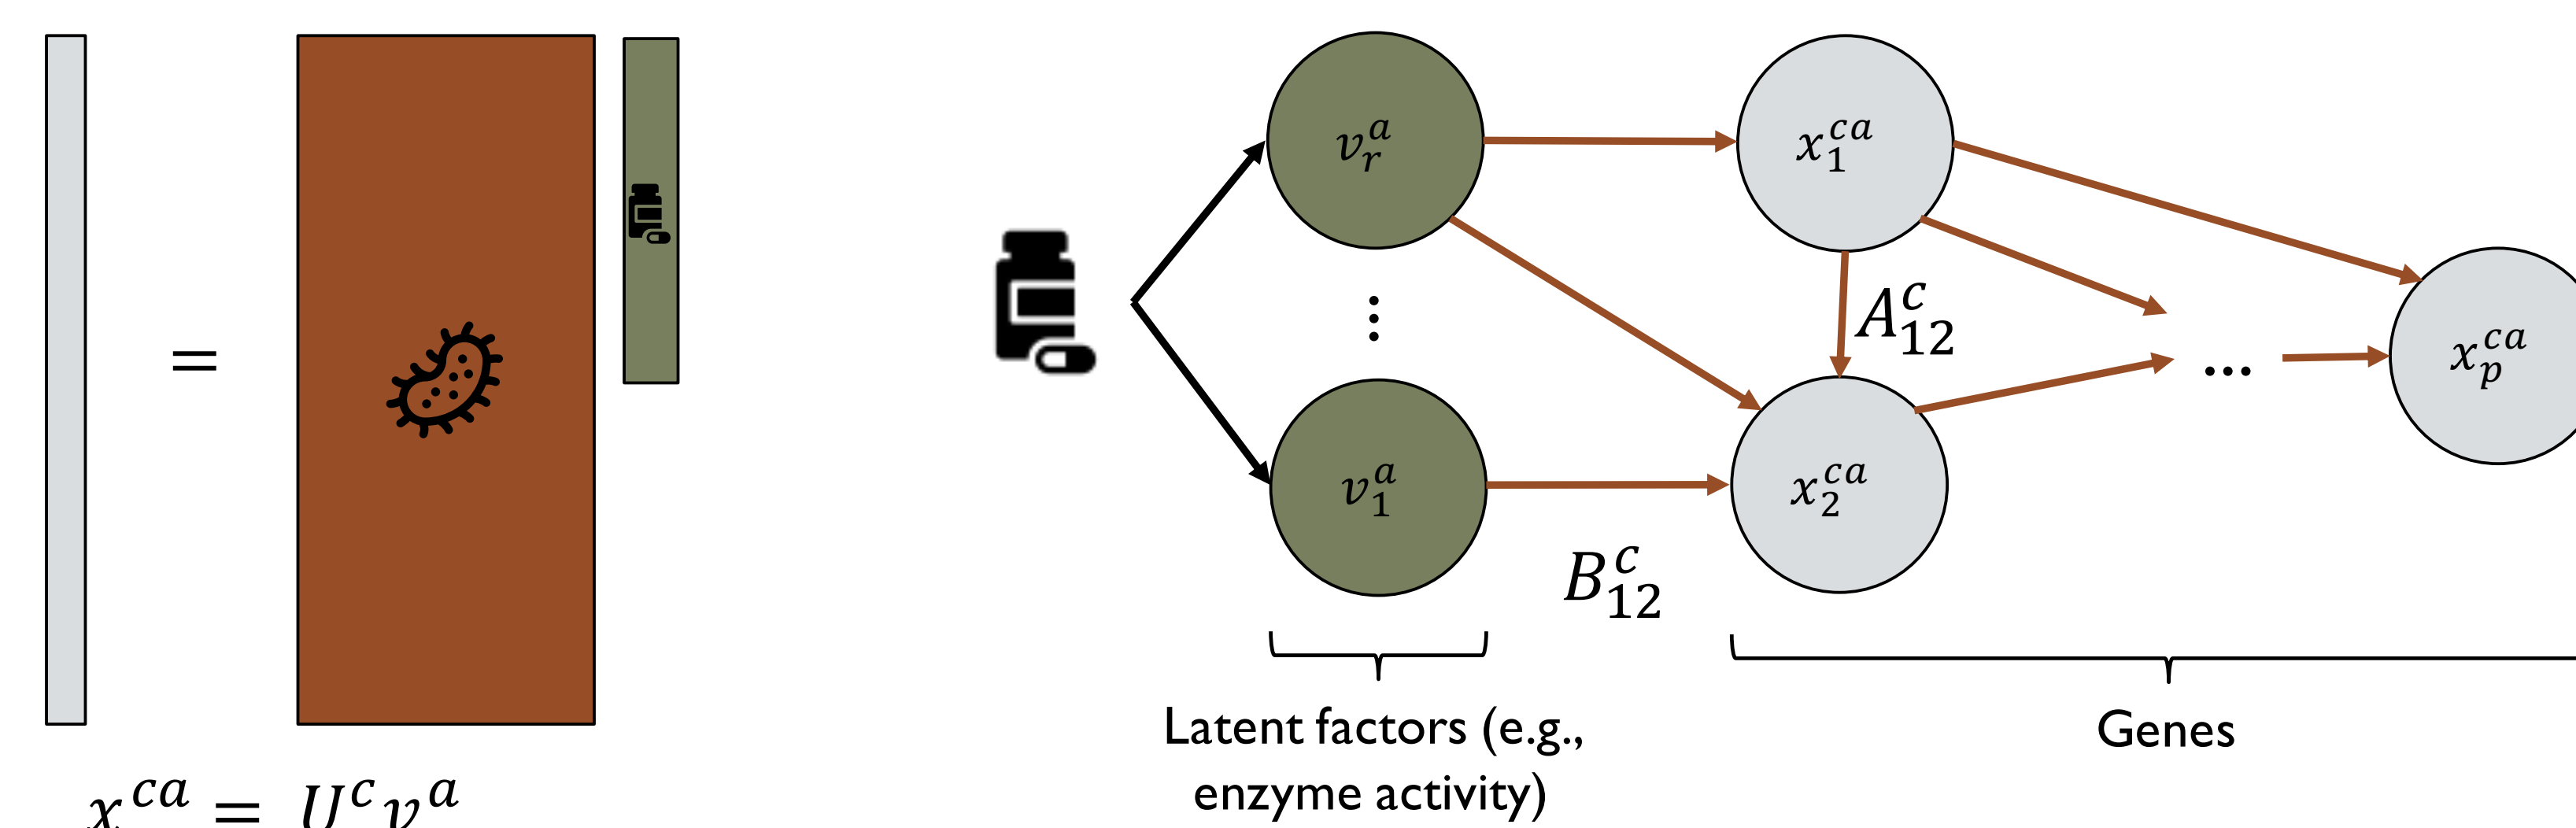 =
x^{ca} = U^c v^a
v_r^a
x_1^{ca}
⋮
A_{12}^c
...
x_p^{ca}
v_1^a
x_2^{ca}
B_{12}^c
Latent factors (e.g.,
enzyme activity)
Genes